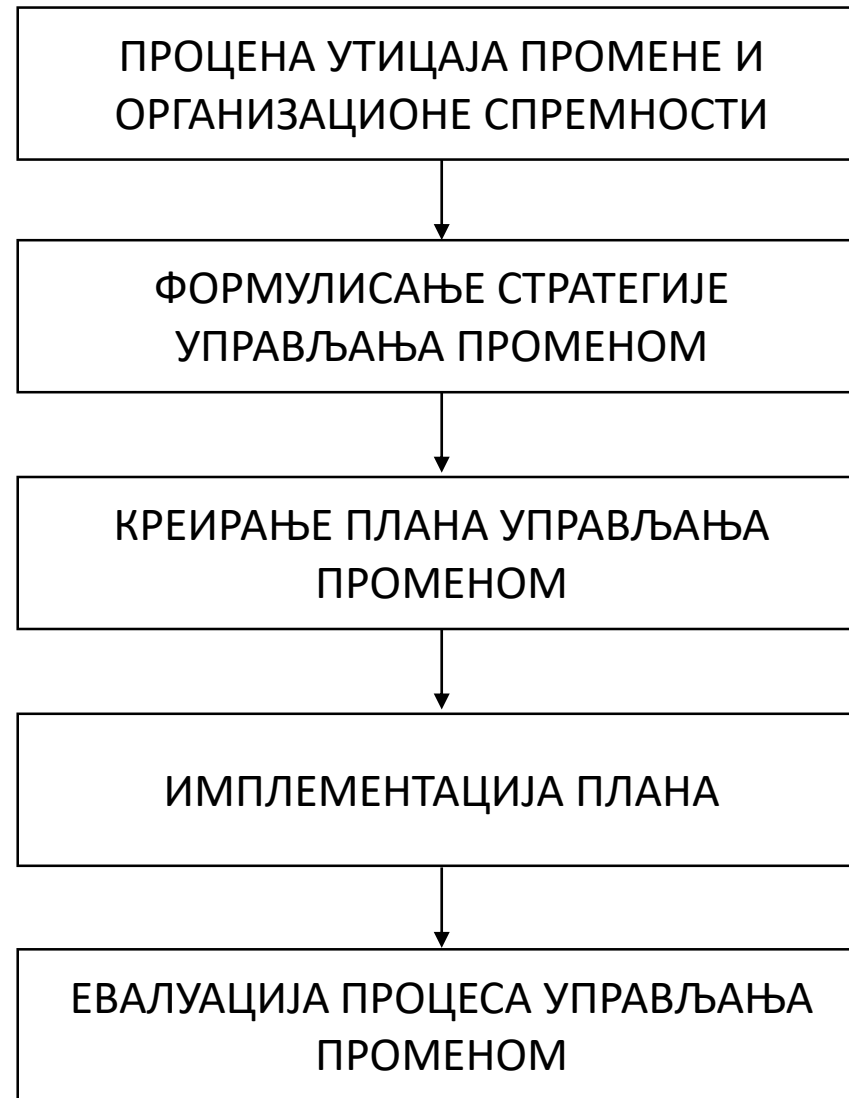 ПРОЦЕНА УТИЦАЈА ПРОМЕНЕ И
ОРГАНИЗАЦИОНЕ СПРЕМНОСТИ
ФОРМУЛИСАЊЕ СТРАТЕГИЈЕ
УПРАВЉАЊА ПРОМЕНОМ
КРЕИРАЊЕ ПЛАНА УПРАВЉАЊА
ПРОМЕНОМ
ИМПЛЕМЕНТАЦИЈА ПЛАНА
ЕВАЛУАЦИЈА ПРОЦЕСА УПРАВЉАЊА
ПРОМЕНОМ